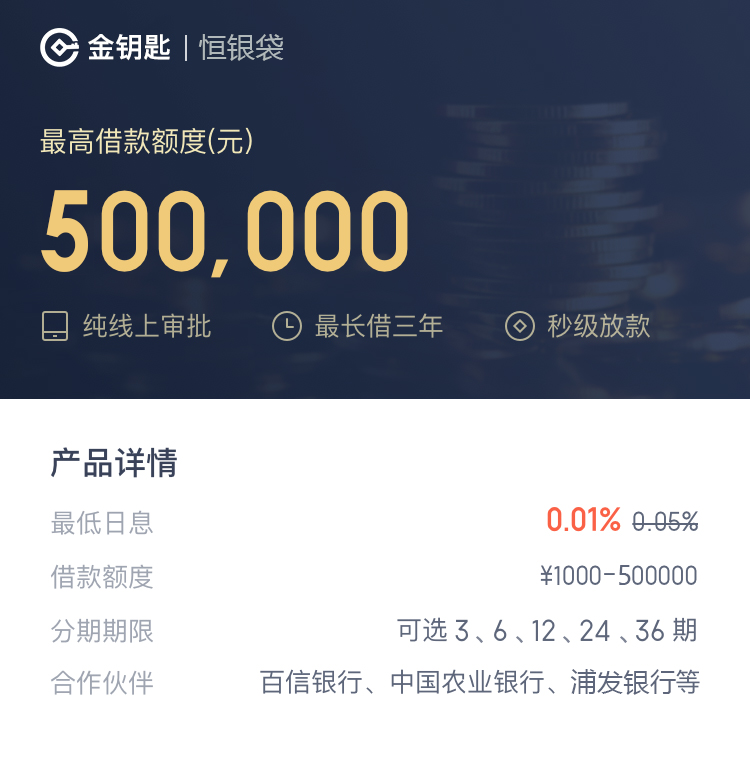 金钥匙 | 恒银袋
最高借款额度(元)
500,000
纯线上审批 最长借三年 秒级放款
产品详情
最低日息 0.01% 0.05%
借款额度 ¥1000-500000
分期期限 可选 3 、6 、12 、24 、36 期
合作伙伴 百信银行、中国农业银行、浦发银行等